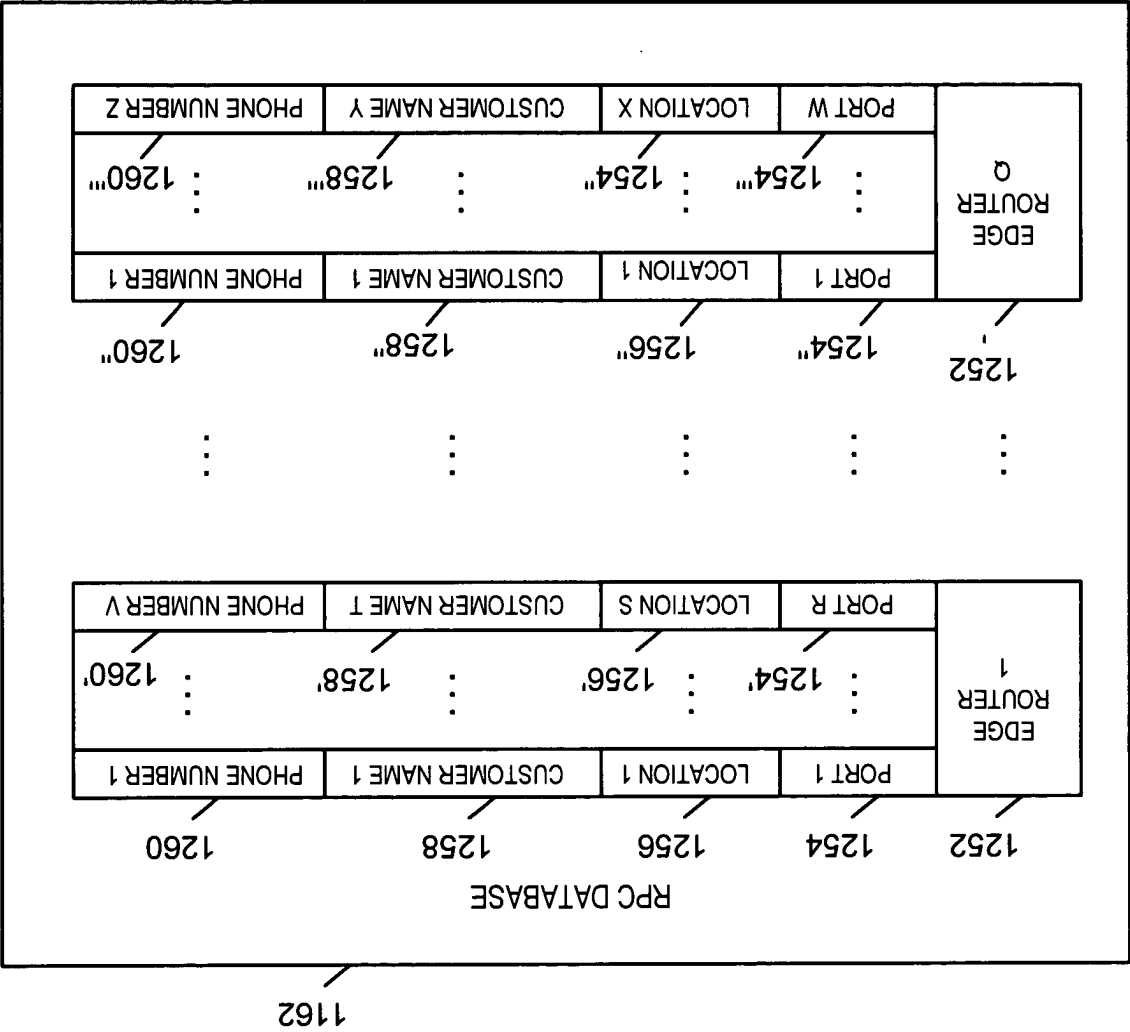 1162
RPC DATABASE
1252 1254 1256 1258 1260
EDGE ROUTER 1
PORT 1 LOCATION 1 CUSTOMER NAME 1 PHONE NUMBER 1
1254' 1256' 1258' 1260'
PORT R LOCATION S CUSTOMER NAME T PHONE NUMBER V
1252' 1254" 1256" 1258" 1260"
EDGE ROUTER Q
PORT 1 LOCATION 1 CUSTOMER NAME 1 PHONE NUMBER 1
1254''' 1254" 1258''' 1260'''
PORT W LOCATION X CUSTOMER NAME Y PHONE NUMBER Z